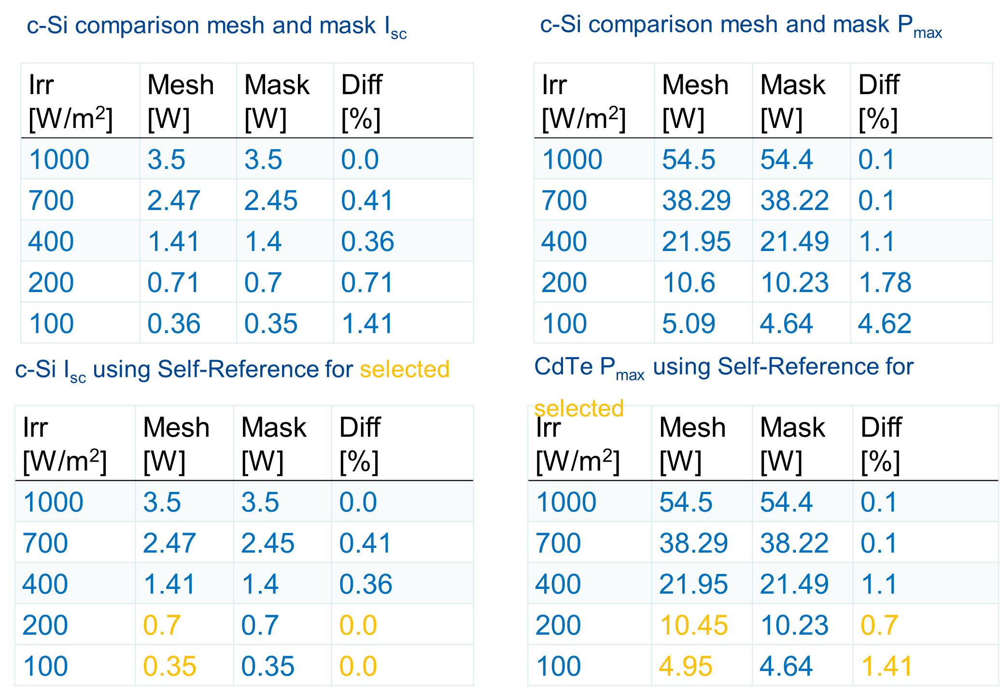 c-Si comparison mesh and mask Isc
Irr Mesh Mask Diff
[W/m2] [W] [W] [%]
1000 3.5 3.5 0.0
700 2.47 2.45 0.41
400 1.41 1.4 0.36
200 0.71 0.7 0.71
100 0.36 0.35 1.41
c-Si comparison mesh and mask Pmax
Irr Mesh Mask Diff
[W/m2] [W] [W] [%]
1000 54.5 54.4 0.1
700 38.29 38.22 0.1
400 21.95 21.49 1.1
200 10.6 10.23 1.78
100 5.09 4.64 4.62
c-Si Isc using Self-Reference for selected
Irr Mesh Mask Diff
[W/m2] [W] [W] [%]
1000 3.5 3.5 0.0
700 2.47 2.45 0.41
400 1.41 1.4 0.36
200 0.7 0.7 0.0
100 0.35 0.35 0.0
CdTe Pmax using Self-Reference for
selected
Irr Mesh Mask Diff
[W/m2] [W] [W] [%]
1000 54.5 54.4 0.1
700 38.29 38.22 0.1
400 21.95 21.49 1.1
200 10.45 10.23 0.7
100 4.95 4.64 1.41